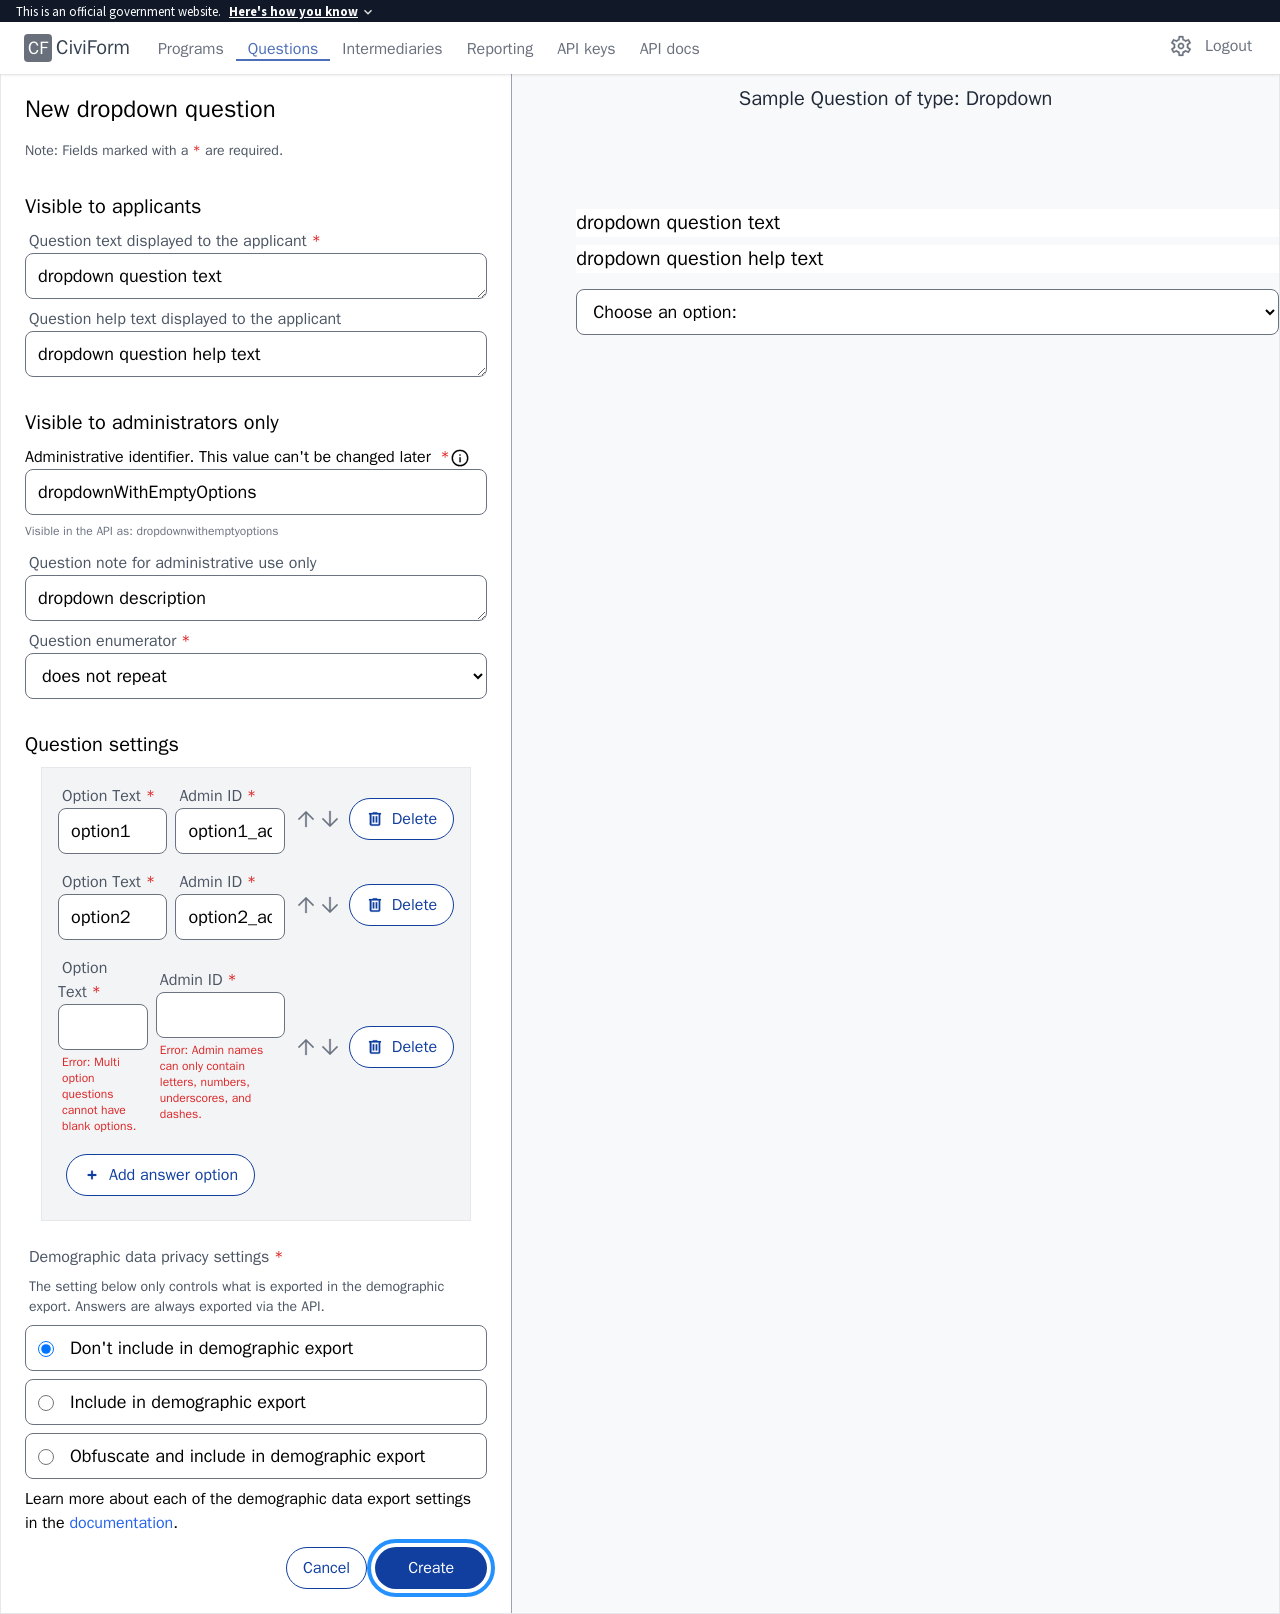 This is an official government website. Here's how you know
CF CiviForm Programs Questions Intermediaries Reporting API keys API docs Logout
New dropdown question
Note: Fields marked with a * are required.
Visible to applicants
Question text displayed to the applicant *
dropdown question text
Question help text displayed to the applicant
dropdown question help text
Visible to administrators only
Administrative identifier. This value can't be changed later *
dropdownWithEmptyOptions
Visible in the API as: dropdownwithemptyoptions
Question note for administrative use only
dropdown description
Question enumerator *
does not repeat
Question settings
Option Text * Admin ID *
option1 option1_ac Delete
Option Text * Admin ID *
option2 option2_ac Delete
Option
Text *
Admin ID *
Error: Multi
option
questions
cannot have
blank options.
Error: Admin names
can only contain
letters, numbers,
underscores, and
dashes.
Delete
+ Add answer option
Demographic data privacy settings *
The setting below only controls what is exported in the demographic
export. Answers are always exported via the API.
Don't include in demographic export
Include in demographic export
Obfuscate and include in demographic export
Learn more about each of the demographic data export settings
in the documentation.
Cancel Create
Sample Question of type: Dropdown
dropdown question text
dropdown question help text
Choose an option: